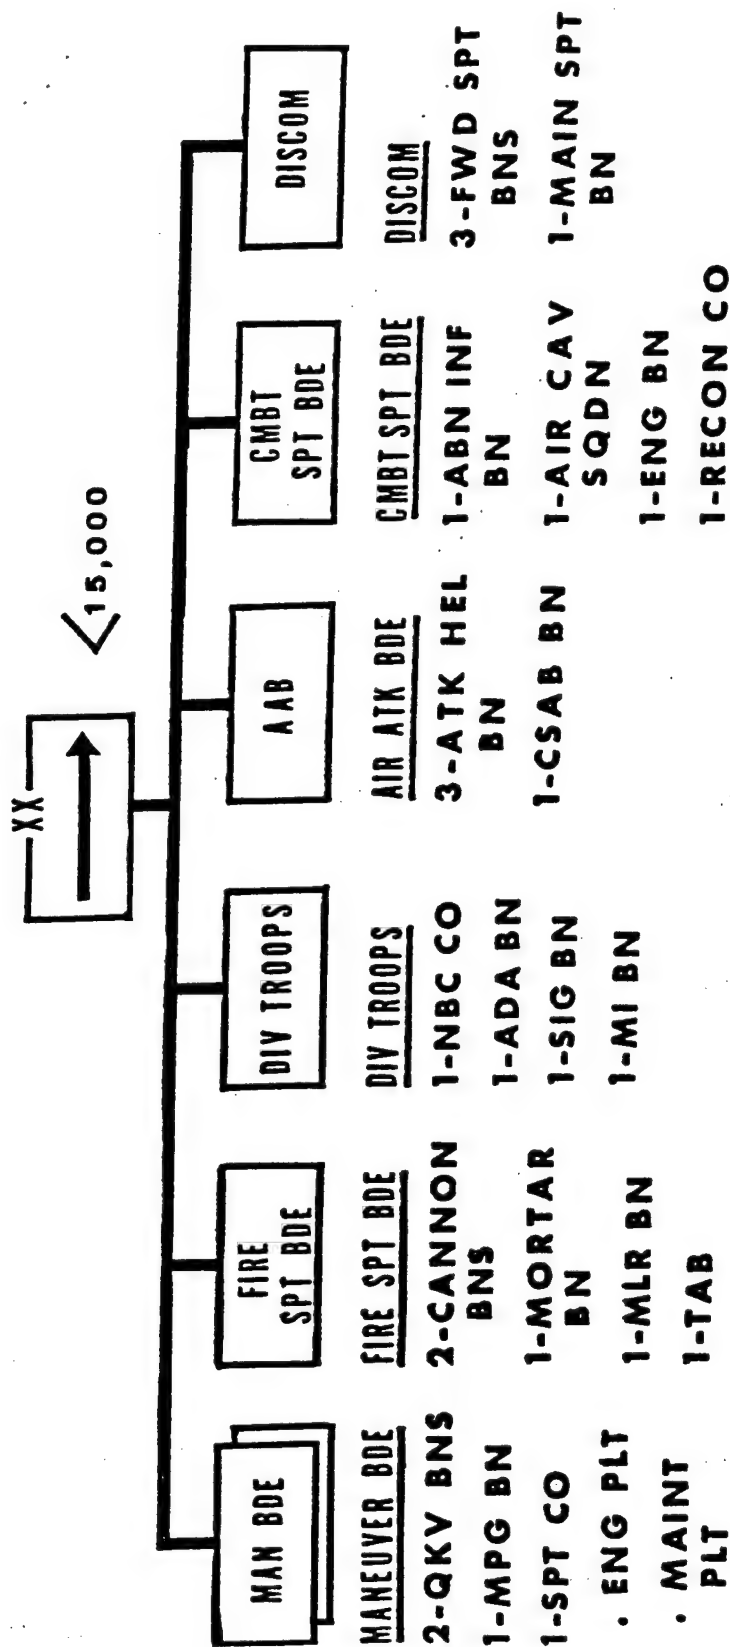 XX
<15,000
MAN BDE
FIRE
SPT BDE
DIV TROOPS
AAB
CMBT
SPT BDE
DISCOM
MANEUVER BDE
2-QKV BNS
1-MPG BN
1-SPT CO
. ENG PLT
. MAINT
PLT
FIRE SPT BDE
2-CANNON
BNS
1-MORTAR
BN
1-MLR BN
1-TAB
DIV TROOPS
1-NBC CO
1-ADA BN
1-SIG BN
1-MI BN
AIR ATK BDE
3-ATK HEL
BN
1-CSAB BN
CMBT SPT BDE
1-ABN INF
BN
1-AIR CAV
SQDN
1-ENG BN
1-RECON CO
DISCOM
3-FWD SPT
BNS
1-MAIN SPT
BN